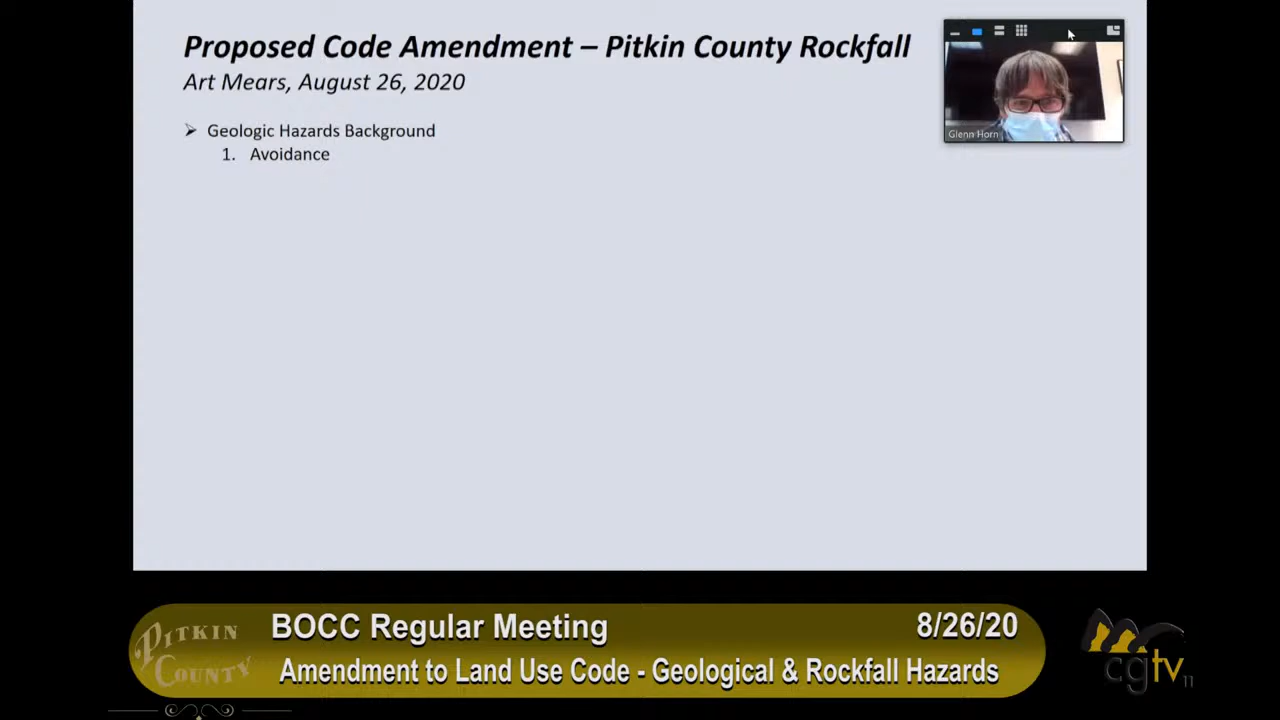 Proposed Code Amendment – Pitkin County Rockfall
Art Mears, August 26, 2020
➢ Geologic Hazards Background
1. Avoidance
Glenn Horn
PITKIN COUNTY
BOCC Regular Meeting
8/26/20
Amendment to Land Use Code - Geological & Rockfall Hazards
cgtv 11